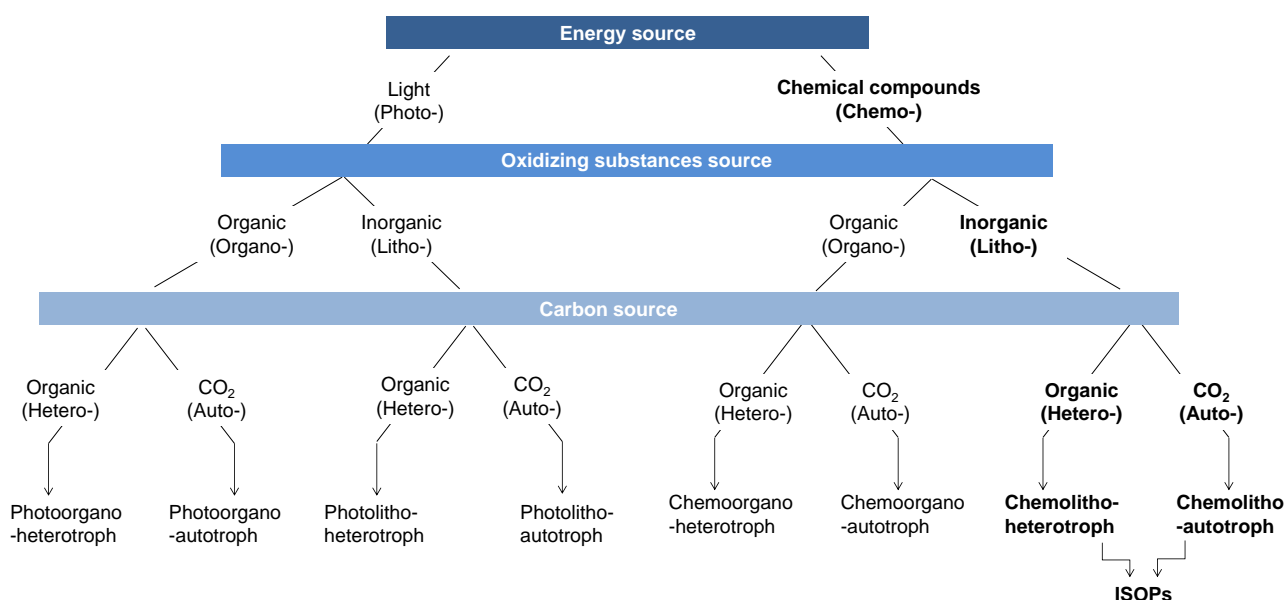 Energy source
Light
(Photo-)
Chemical compounds
(Chemo-)
Oxidizing substances source
Organic
(Organo-)
Inorganic
(Litho-)
Organic
(Organo-)
Inorganic
(Litho-)
Carbon source
Organic
(Hetero-)
CO₂
(Auto-)
Organic
(Hetero-)
CO₂
(Auto-)
Organic
(Hetero-)
CO₂
(Auto-)
Organic
(Hetero-)
CO₂
(Auto-)
Photoorgano
-heterotroph
Photoorgano
-autotroph
Photolitho-
heterotroph
Photolitho-
autotroph
Chemoorgano
-heterotroph
Chemoorgano
-autotroph
Chemolitho-
heterotroph
Chemolitho
-autotroph
ISOPs